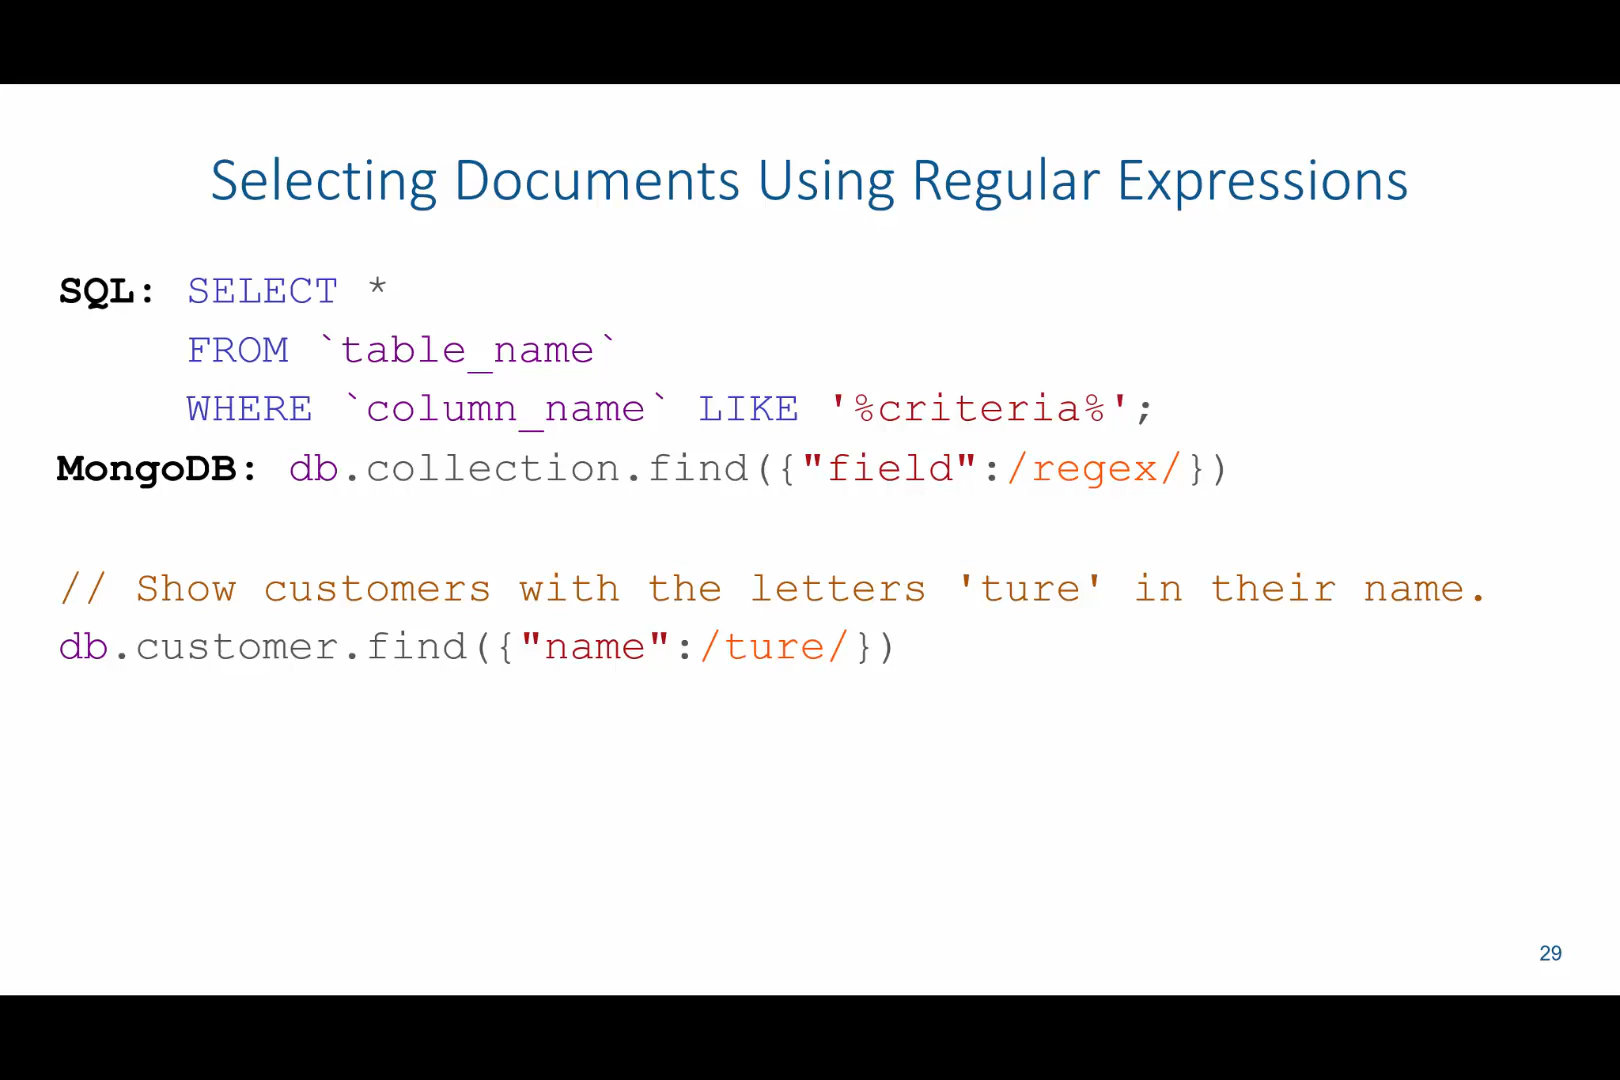 Selecting Documents Using Regular Expressions
SQL: SELECT *
FROM `table_name`
WHERE `column_name` LIKE '%criteria%';
MongoDB: db.collection.find({"field":/regex/})
// Show customers with the letters 'ture' in their name.
db.customer.find({"name":/ture/})
29